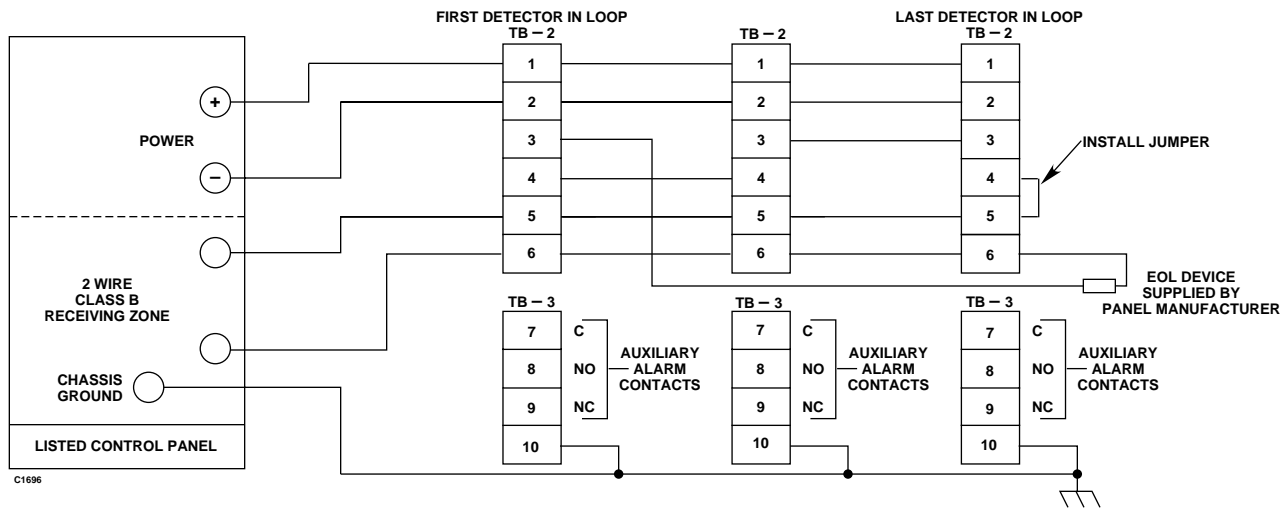 FIRST DETECTOR IN LOOP
TB – 2
1
2
3
4
5
6
TB – 2
1
2
3
4
5
6
LAST DETECTOR IN LOOP
TB – 2
1
2
3
4
5
6
+
POWER
–
2 WIRE
CLASS B
RECEIVING ZONE
CHASSIS
GROUND
LISTED CONTROL PANEL
C1696
INSTALL JUMPER
EOL DEVICE
SUPPLIED BY
PANEL MANUFACTURER
TB – 3
7
8
9
10
C
NO
NC
AUXILIARY
ALARM
CONTACTS
TB – 3
7
8
9
10
C
NO
NC
AUXILIARY
ALARM
CONTACTS
TB – 3
7
8
9
10
C
NO
NC
AUXILIARY
ALARM
CONTACTS